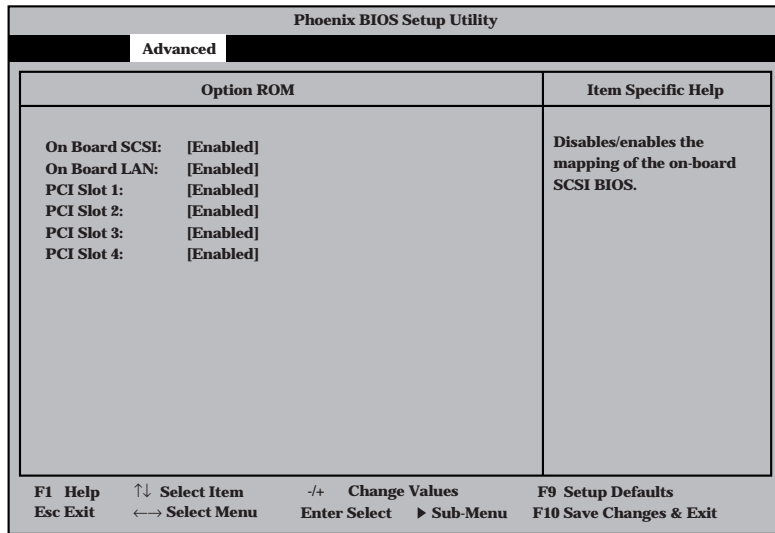 Phoenix BIOS Setup Utility
Advanced
Option ROM
Item Specific Help
On Board SCSI: [Enabled]
On Board LAN: [Enabled]
PCI Slot 1: [Enabled]
PCI Slot 2: [Enabled]
PCI Slot 3: [Enabled]
PCI Slot 4: [Enabled]
Disables/enables the
mapping of the on-board
SCSI BIOS.
F1 Help ↑↓ Select Item -/+ Change Values F9 Setup Defaults
Esc Exit ←→ Select Menu Enter Select ▶ Sub-Menu F10 Save Changes & Exit